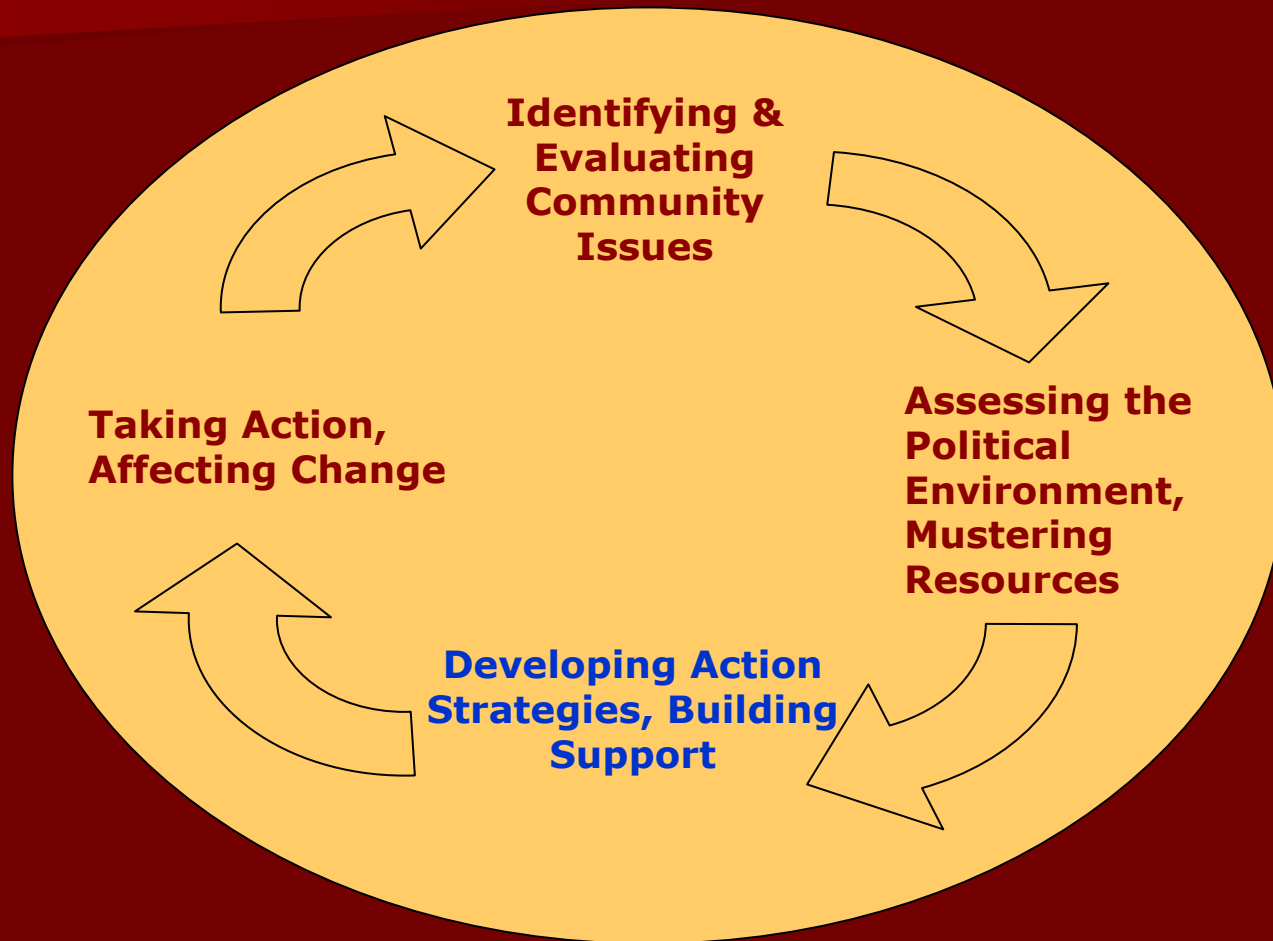 Identifying &
Evaluating
Community
Issues
Assessing the
Political
Environment,
Mustering
Resources
Developing Action
Strategies, Building
Support
Taking Action,
Affecting Change